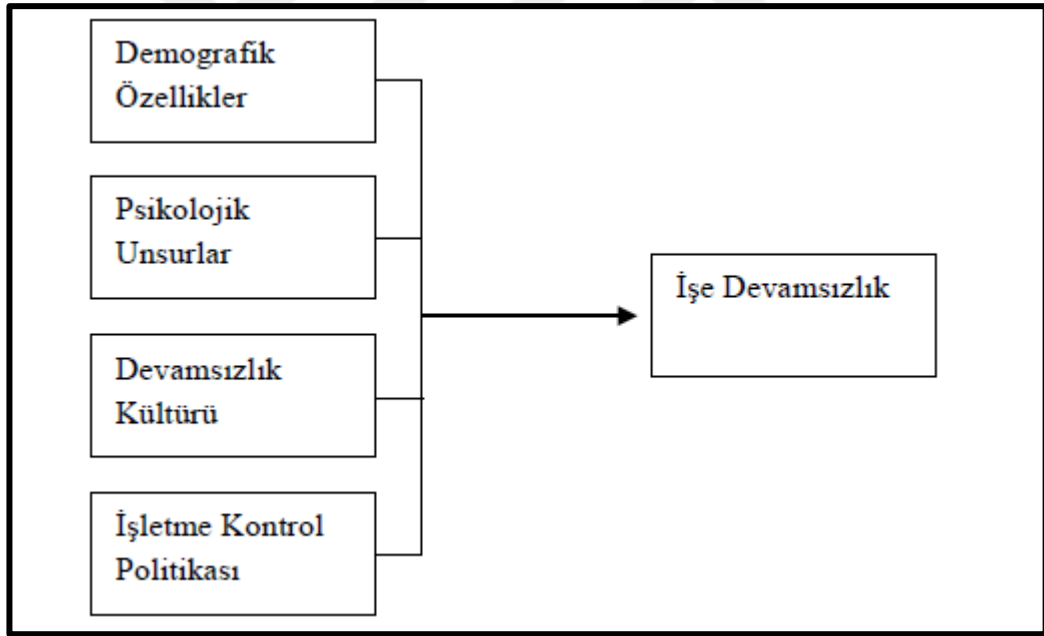 Demografik
Özellikler
Psikolojik
Unsurlar
Devamsızlık
Kültürü
İşletme Kontrol
Politikası
İşe Devamsızlık